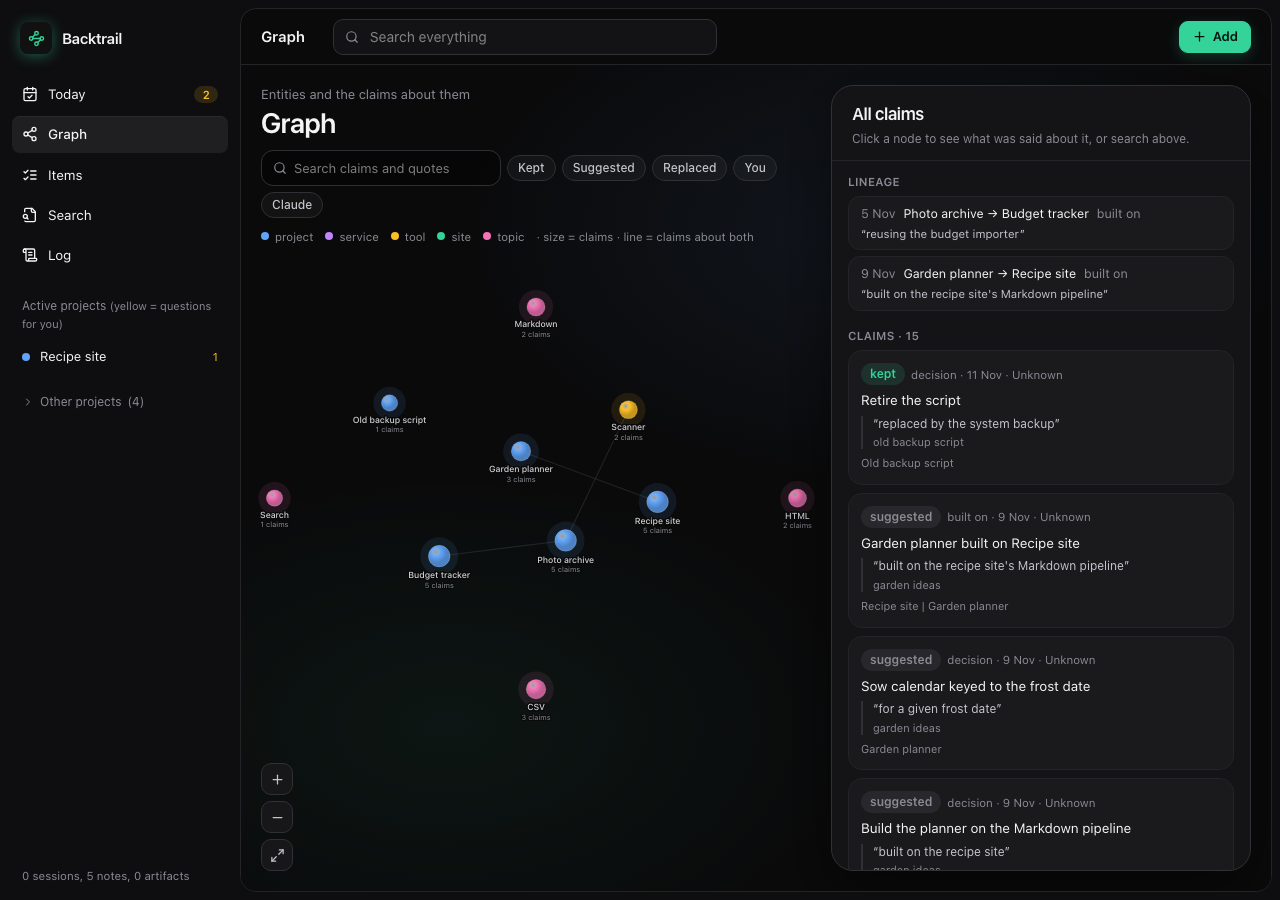 Backtrail
Today
2
Graph
Items
Search
Log
Active projects (yellow = questions
for you)
Recipe site
1
Other projects (4)
0 sessions, 5 notes, 0 artifacts
Graph
Search everything
Add
Entities and the claims about them
Graph
Search claims and quotes
Kept
Suggested
Replaced
You
Claude
project
service
tool
site
topic
· size = claims · line = claims about both
Markdown
2 claims
Old backup script
1 claims
Scanner
2 claims
Garden planner
3 claims
Search
1 claims
Recipe site
5 claims
HTML
2 claims
Photo archive
5 claims
Budget tracker
5 claims
CSV
3 claims
All claims
Click a node to see what was said about it, or search above.
LINEAGE
5 Nov Photo archive → Budget tracker built on
“reusing the budget importer”
9 Nov Garden planner → Recipe site built on
“built on the recipe site's Markdown pipeline”
CLAIMS · 15
kept decision · 11 Nov · Unknown
Retire the script
“replaced by the system backup”
old backup script
Old backup script
suggested built on · 9 Nov · Unknown
Garden planner built on Recipe site
“built on the recipe site's Markdown pipeline”
garden ideas
Recipe site | Garden planner
suggested decision · 9 Nov · Unknown
Sow calendar keyed to the frost date
“for a given frost date”
garden ideas
Garden planner
suggested decision · 9 Nov · Unknown
Build the planner on the Markdown pipeline
“built on the recipe site”
garden ideas